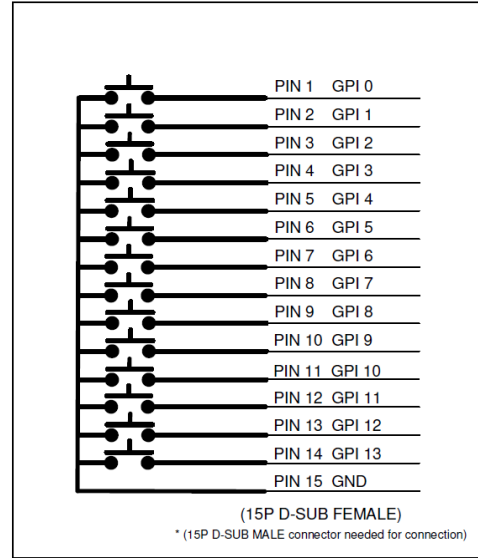 PIN 1 GPI 0
PIN 2 GPI 1
PIN 3 GPI 2
PIN 4 GPI 3
PIN 5 GPI 4
PIN 6 GPI 5
PIN 7 GPI 6
PIN 8 GPI 7
PIN 9 GPI 8
PIN 10 GPI 9
PIN 11 GPI 10
PIN 12 GPI 11
PIN 13 GPI 12
PIN 14 GPI 13
PIN 15 GND
(15P D-SUB FEMALE)
* (15P D-SUB MALE connector needed for connection)